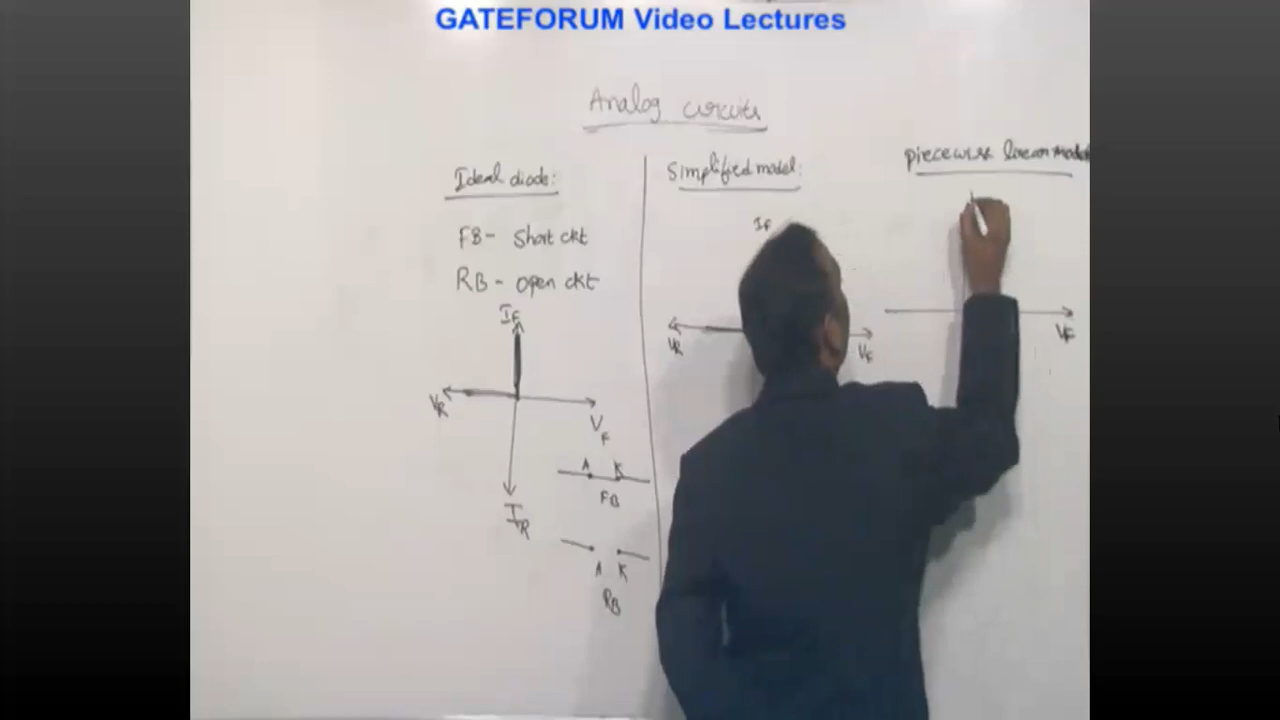 GATEFORUM Video Lectures
Analog circuits
Ideal diode:
FB - Short ckt
RB - open ckt
IF
VR
VF
IR
A K
FB
A K
RB
Simplified model:
IF
VR
VF
piecewise linear model
VF